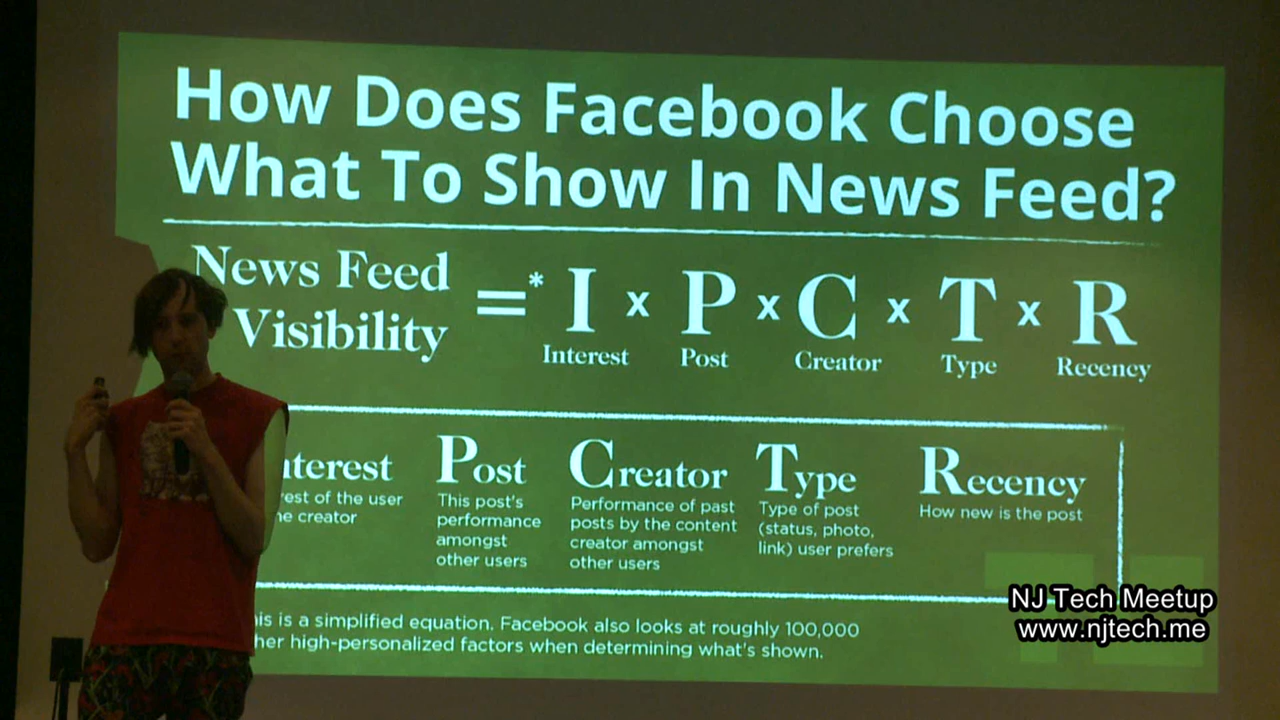 How Does Facebook Choose
What To Show In News Feed?
News Feed
Visibility
=* I x P x C x T x R
Interest Post Creator Type Recency
nterest
rest of the user
e creator
Post
This post's
performance
amongst
other users
Creator
Performance of past
posts by the content
creator amongst
other users
Type
Type of post
(status, photo,
link) user prefers
Recency
How new is the post
is is a simplified equation. Facebook also looks at roughly 100,000
her high-personalized factors when determining what's shown.
NJ Tech Meetup
www.njtech.me